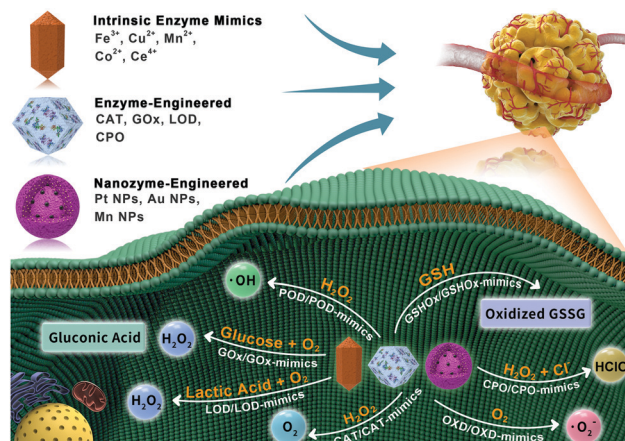 Intrinsic Enzyme Mimics
Fe³⁺, Cu²⁺, Mn²⁺,
Co²⁺, Ce⁴⁺
Enzyme-Engineered
CAT, GOx, LOD,
CPO
Nanozyme-Engineered
Pt NPs, Au NPs,
Mn NPs
·OH
H₂O₂
POD/POD-mimics
GSH
GSHOx/GSHOx-mimics
Oxidized GSSG
Gluconic Acid
H₂O₂
Glucose + O₂
GOx/GOx-mimics
H₂O₂ + Cl⁻
CPO/CPO-mimics
HClO
H₂O₂
Lactic Acid + O₂
LOD/LOD-mimics
O₂
H₂O₂
CAT/CAT-mimics
O₂
OXD/OXD-mimics
·O₂⁻